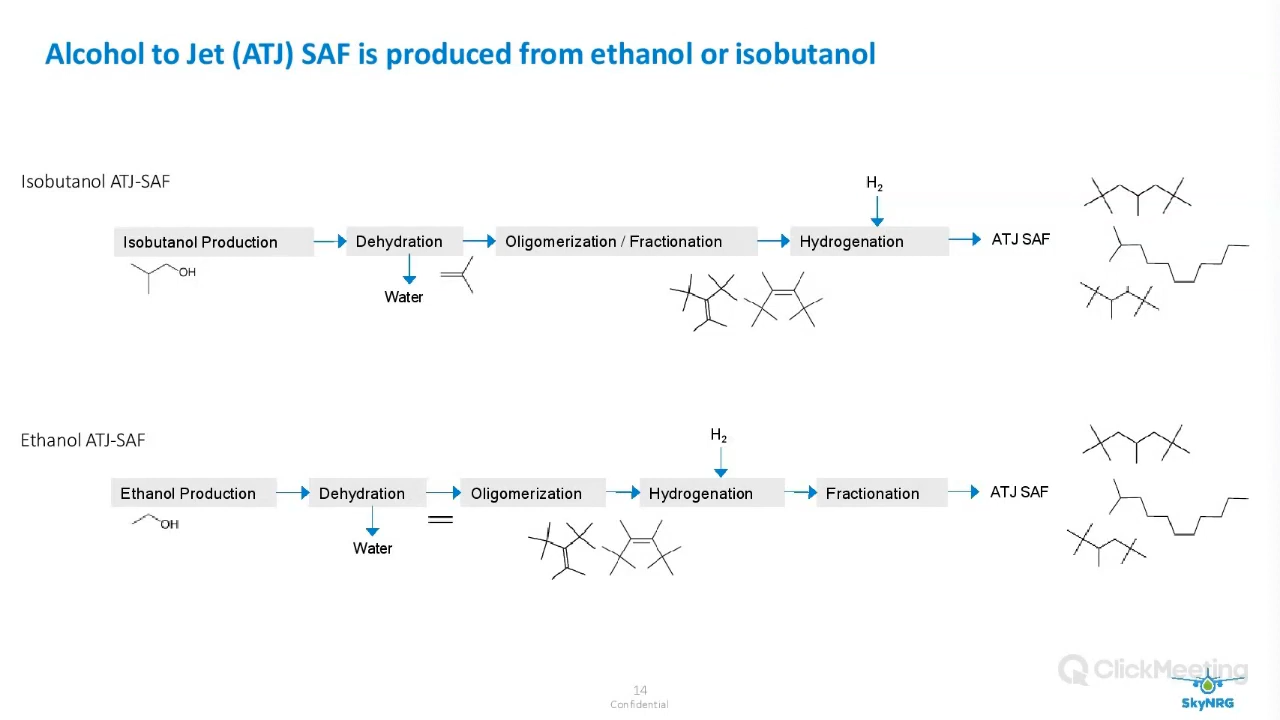 Alcohol to Jet (ATJ) SAF is produced from ethanol or isobutanol
Isobutanol ATJ-SAF
H2
Isobutanol Production
Dehydration
Oligomerization / Fractionation
Hydrogenation
ATJ SAF
OH
Water
Ethanol ATJ-SAF
H2
Ethanol Production
Dehydration
Oligomerization
Hydrogenation
Fractionation
ATJ SAF
OH
Water
ClickMeeting
14
Confidential
SkyNRG